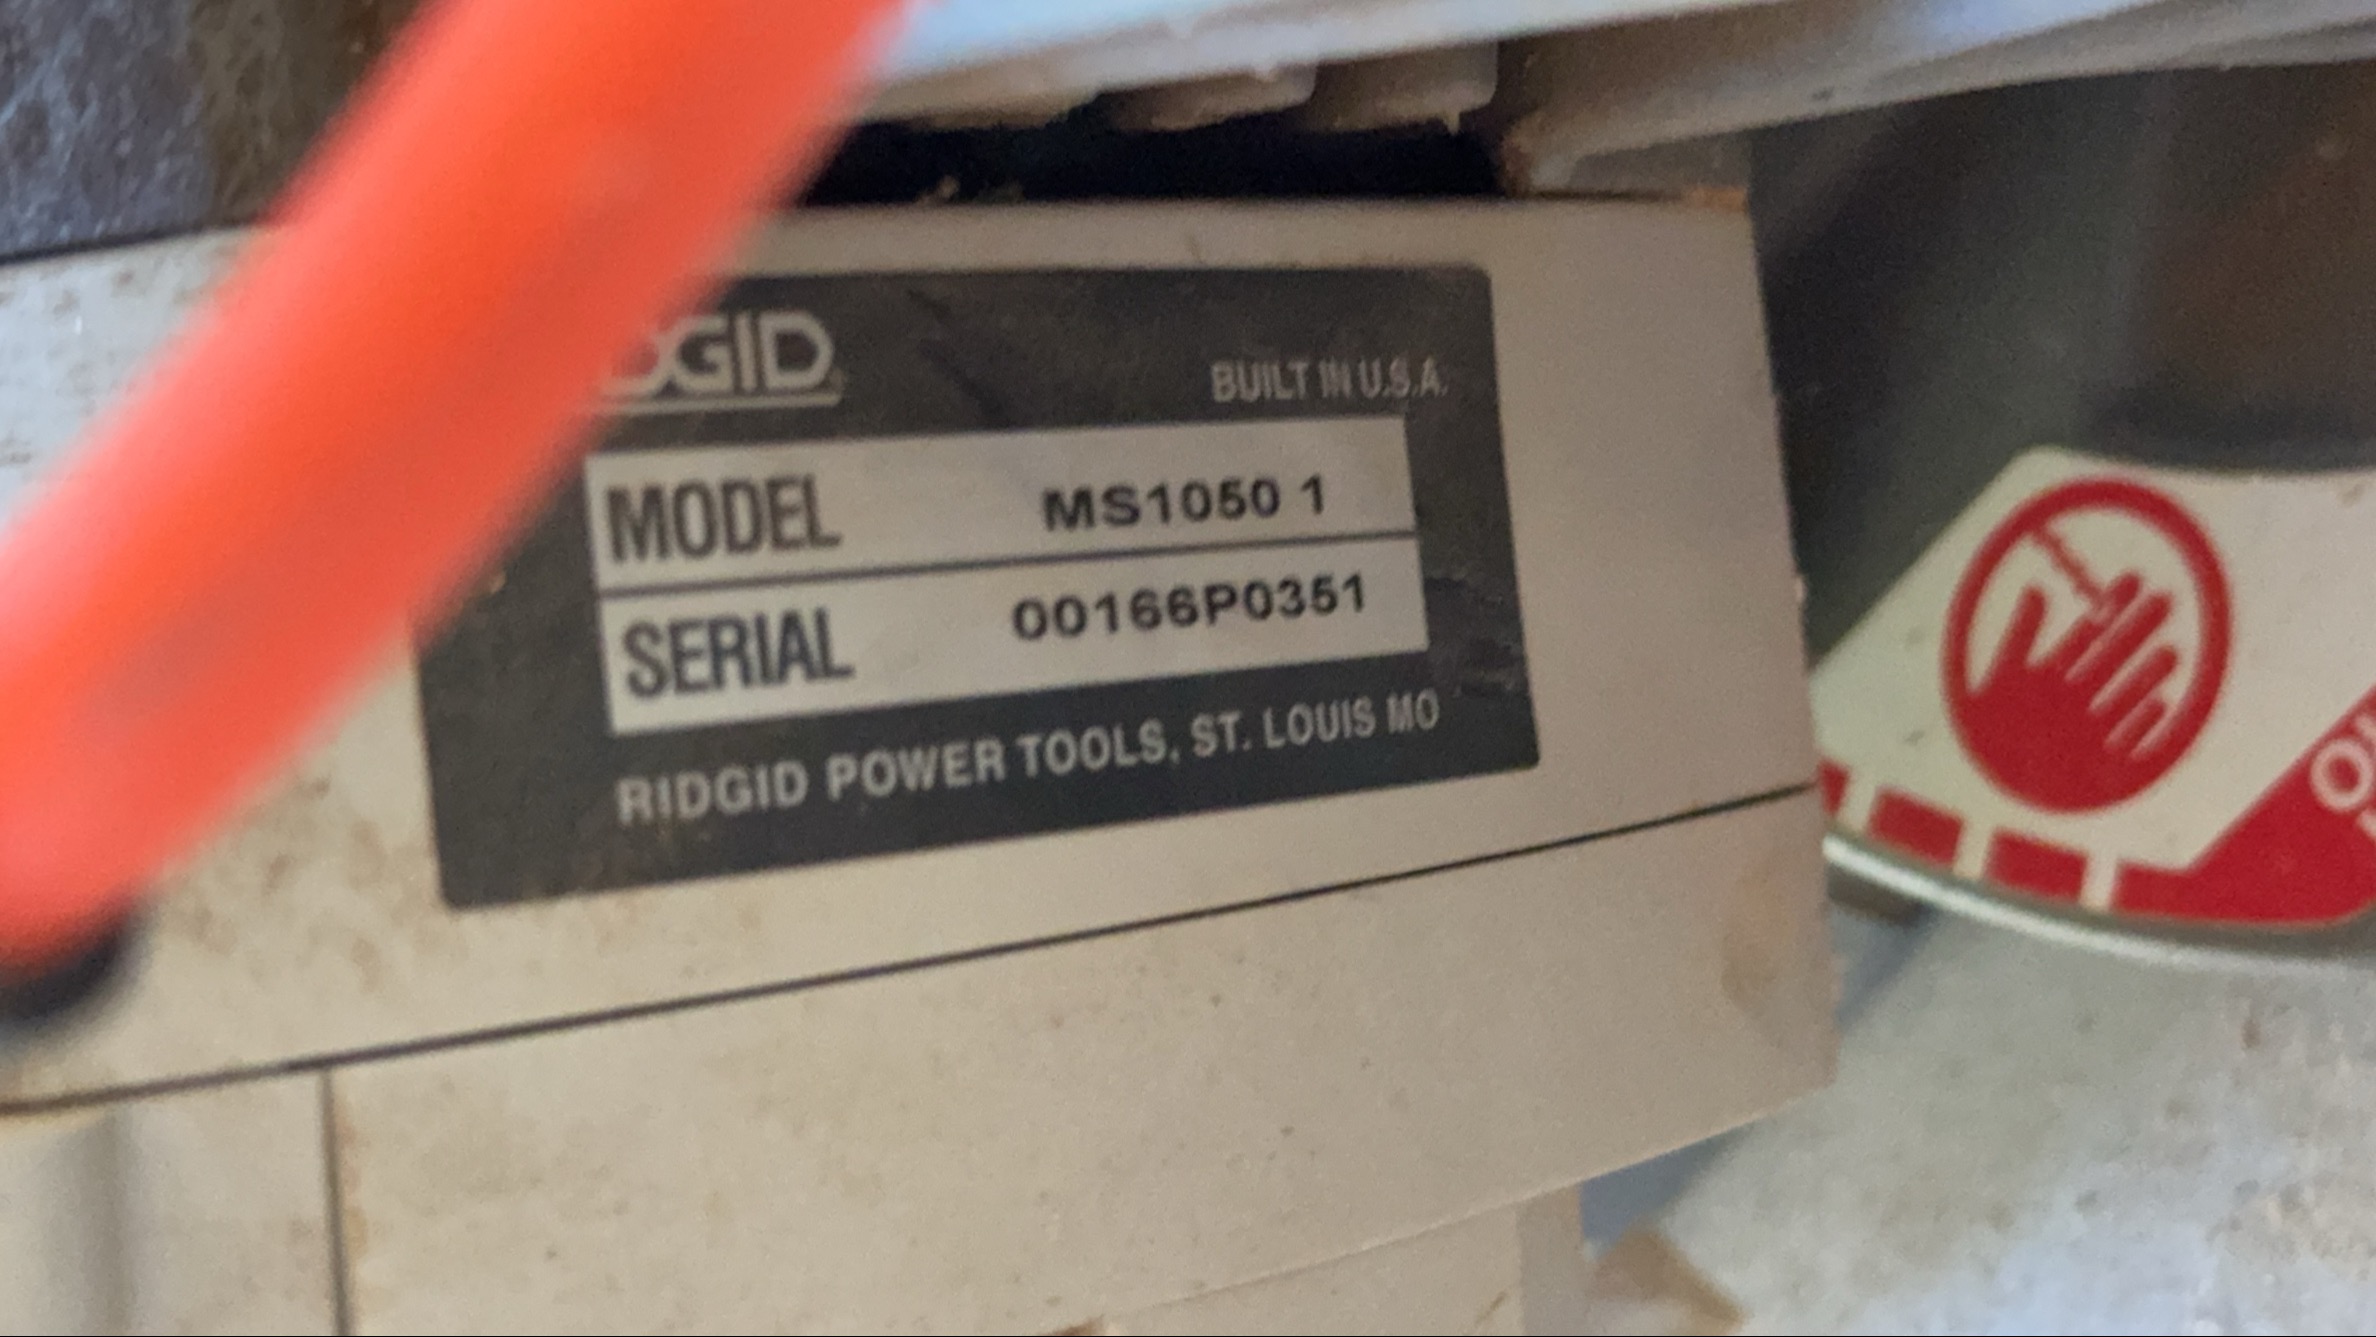 DGID
BUILT IN U.S.A.
MODEL MS1050 1
SERIAL 00166P0351
RIDGID POWER TOOLS, ST. LOUIS MO